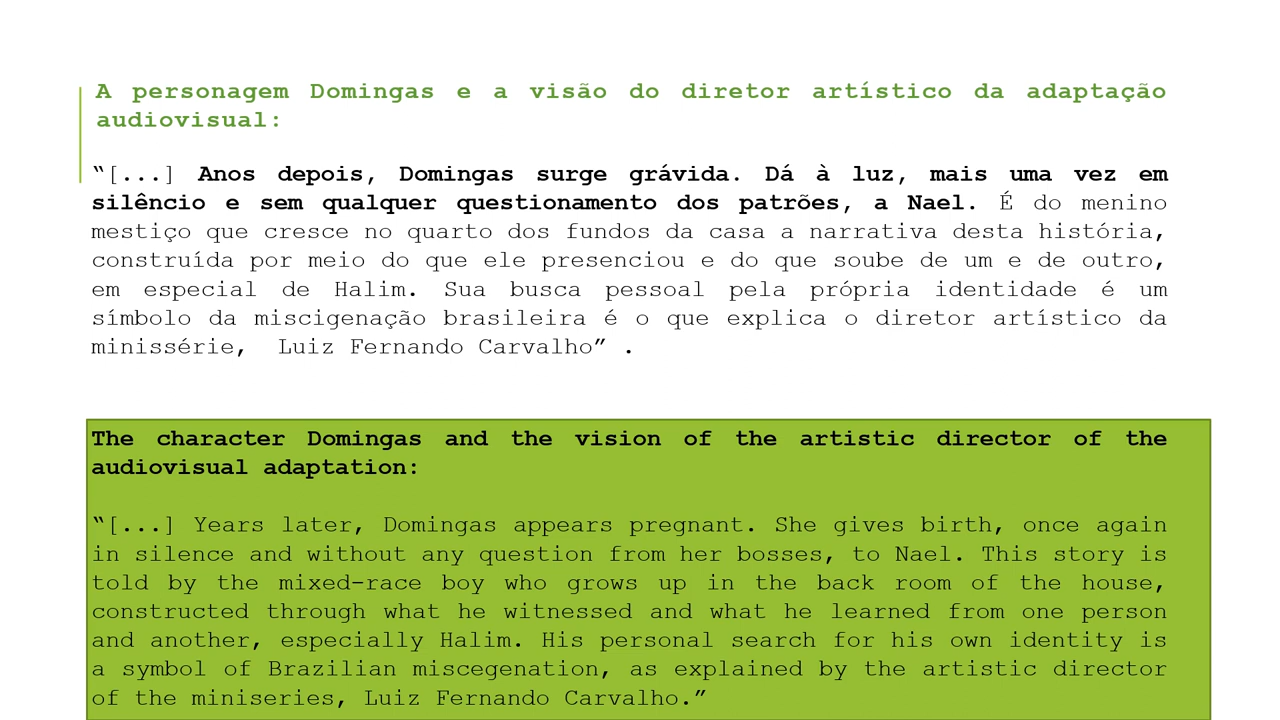 A personagem Domingas e a visão do diretor artístico da adaptação
audiovisual:
“[...] Anos depois, Domingas surge grávida. Dá à luz, mais uma vez em
silêncio e sem qualquer questionamento dos patrões, a Nael. É do menino
mestiço que cresce no quarto dos fundos da casa a narrativa desta história,
construída por meio do que ele presenciou e do que soube de um e de outro,
em especial de Halim. Sua busca pessoal pela própria identidade é um
símbolo da miscigenação brasileira é o que explica o diretor artístico da
minissérie, Luiz Fernando Carvalho” .
The character Domingas and the vision of the artistic director of the
audiovisual adaptation:
“[...] Years later, Domingas appears pregnant. She gives birth, once again
in silence and without any question from her bosses, to Nael. This story is
told by the mixed-race boy who grows up in the back room of the house,
constructed through what he witnessed and what he learned from one person
and another, especially Halim. His personal search for his own identity is
a symbol of Brazilian miscegenation, as explained by the artistic director
of the miniseries, Luiz Fernando Carvalho.”